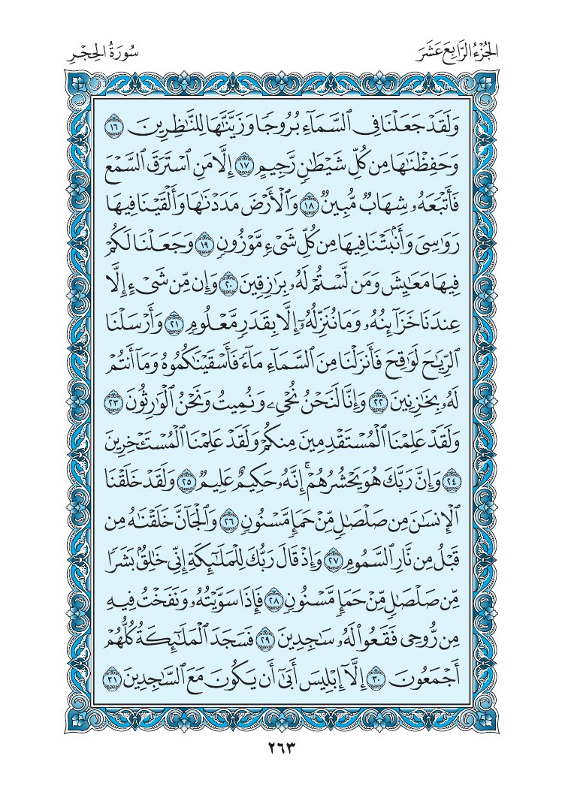 الجُزْءُ الرَّابِعَ عَشَرَ
سُورَةُ الحِجْرِ
وَلَقَدْ جَعَلْنَا فِى ٱلسَّمَآءِ بُرُوجًا وَزَيَّنَّٰهَا لِلنَّٰظِرِينَ ١٦
وَحَفِظْنَٰهَا مِن كُلِّ شَيْطَٰنٍ رَّجِيمٍ ١٧ إِلَّا مَنِ ٱسْتَرَقَ ٱلسَّمْعَ
فَأَتْبَعَهُۥ شِهَابٌ مُّبِينٌ ١٨ وَٱلْأَرْضَ مَدَدْنَٰهَا وَأَلْقَيْنَا فِيهَا
رَوَٰسِىَ وَأَنۢبَتْنَا فِيهَا مِن كُلِّ شَىْءٍ مَّوْزُونٍ ١٩ وَجَعَلْنَا لَكُمْ
فِيهَا مَعَٰيِشَ وَمَن لَّسْتُمْ لَهُۥ بِرَٰزِقِينَ ٢٠ وَإِن مِّن شَىْءٍ إِلَّا
عِندَنَا خَزَآئِنُهُۥ وَمَا نُنَزِّلُهُۥٓ إِلَّا بِقَدَرٍ مَّعْلُومٍ ٢١ وَأَرْسَلْنَا
ٱلرِّيَٰحَ لَوَٰقِحَ فَأَنزَلْنَا مِنَ ٱلسَّمَآءِ مَآءً فَأَسْقَيْنَٰكُمُوهُ وَمَآ أَنتُمْ
لَهُۥ بِخَٰزِنِينَ ٢٢ وَإِنَّا لَنَحْنُ نُحْىِۦ وَنُمِيتُ وَنَحْنُ ٱلْوَٰرِثُونَ ٢٣
وَلَقَدْ عَلِمْنَا ٱلْمُسْتَقْدِمِينَ مِنكُمْ وَلَقَدْ عَلِمْنَا ٱلْمُسْتَـْٔخِرِينَ
٢٤ وَإِنَّ رَبَّكَ هُوَ يَحْشُرُهُمْ ۚ إِنَّهُۥ حَكِيمٌ عَلِيمٌ ٢٥ وَلَقَدْ خَلَقْنَا
ٱلْإِنسَٰنَ مِن صَلْصَٰلٍ مِّنْ حَمَإٍ مَّسْنُونٍ ٢٦ وَٱلْجَآنَّ خَلَقْنَٰهُ مِن
قَبْلُ مِن نَّارِ ٱلسَّمُومِ ٢٧ وَإِذْ قَالَ رَبُّكَ لِلْمَلَٰٓئِكَةِ إِنِّى خَٰلِقٌۢ بَشَرًا
مِّن صَلْصَٰلٍ مِّنْ حَمَإٍ مَّسْنُونٍ ٢٨ فَإِذَا سَوَّيْتُهُۥ وَنَفَخْتُ فِيهِ
مِن رُّوحِى فَقَعُوا۟ لَهُۥ سَٰجِدِينَ ٢٩ فَسَجَدَ ٱلْمَلَٰٓئِكَةُ كُلُّهُمْ
أَجْمَعُونَ ٣٠ إِلَّآ إِبْلِيسَ أَبَىٰٓ أَن يَكُونَ مَعَ ٱلسَّٰجِدِينَ ٣١
٢٦٣